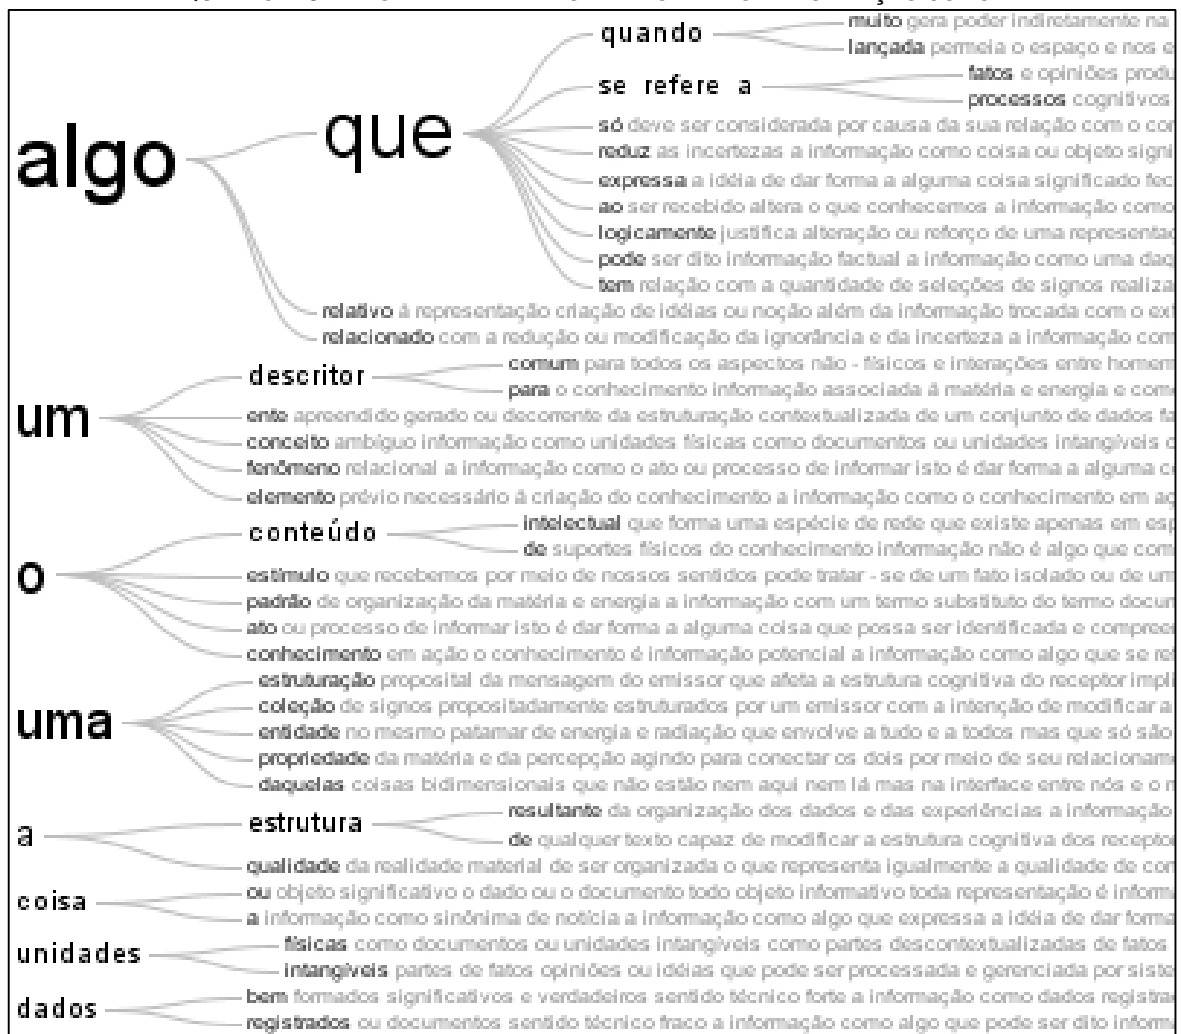 quando
muito gera poder indiretamente na
lançada permeia o espaço e nos e
se refere a
fatos e opiniões produ
processos cognitivos
algo
que
só deve ser considerada por causa da sua relação com o con
reduz as incertezas a informação como coisa ou objeto signi
expressa a idéia de dar forma a alguma coisa significado fec
ao ser recebido altera o que conhecemos a informação como
logicamente justifica alteração ou reforço de uma representaç
pode ser dito informação factual a informação como uma daq
tem relação com a quantidade de seleções de signos realiza
relativo à representação criação de idéias ou noção além da informação trocada com o ext
relacionado com a redução ou modificação da ignorância e da incerteza a informação com
um
descritor
comum para todos os aspectos não - físicos e interações entre homem
para o conhecimento informação associada à matéria e energia e com
ente apreendido gerado ou decorrente da estruturação contextualizada de um conjunto de dados fa
conceito ambíguo informação como unidades físicas como documentos ou unidades intangíveis c
fenômeno relacional a informação como o ato ou processo de informar isto é dar forma a alguma c
elemento prévio necessário à criação do conhecimento a informação como o conhecimento em aç
o
conteúdo
intelectual que forma uma espécie de rede que existe apenas em esp
de suportes físicos do conhecimento informação não é algo que com
estímulo que recebemos por meio de nossos sentidos pode tratar - se de um fato isolado ou de um
padrão de organização da matéria e energia a informação com um termo substituto do termo docum
ato ou processo de informar isto é dar forma a alguma coisa que possa ser identificada e compree
conhecimento em ação o conhecimento é informação potencial a informação como algo que se ref
uma
estruturação proposital da mensagem do emissor que afeta a estrutura cognitiva do receptor impli
coleção de signos propositadamente estruturados por um emissor com a intenção de modificar a
entidade no mesmo patamar de energia e radiação que envolve a tudo e a todos mas que só são
propriedade da matéria e da percepção agindo para conectar os dois por meio de seu relacionam
daquelas coisas bidimensionais que não estão nem aqui nem lá mas na interface entre nós e o m
a
estrutura
resultante da organização dos dados e das experiências a informação
de qualquer texto capaz de modificar a estrutura cognitiva dos recepto
qualidade da realidade material de ser organizada o que representa igualmente a qualidade de con
coisa
ou objeto significativo o dado ou o documento todo objeto informativo toda representação é inform
a informação como sinônima de notícia a informação como algo que expressa a idéia de dar forma
unidades
físicas como documentos ou unidades intangíveis como partes descontextualizadas de fatos
intangíveis partes de fatos opiniões ou idéias que pode ser processada e gerenciada por siste
dados
bem formados significativos e verdadeiros sentido técnico forte a informação como dados registra
registrados ou documentos sentido técnico fraco a informação como algo que pode ser dito inform